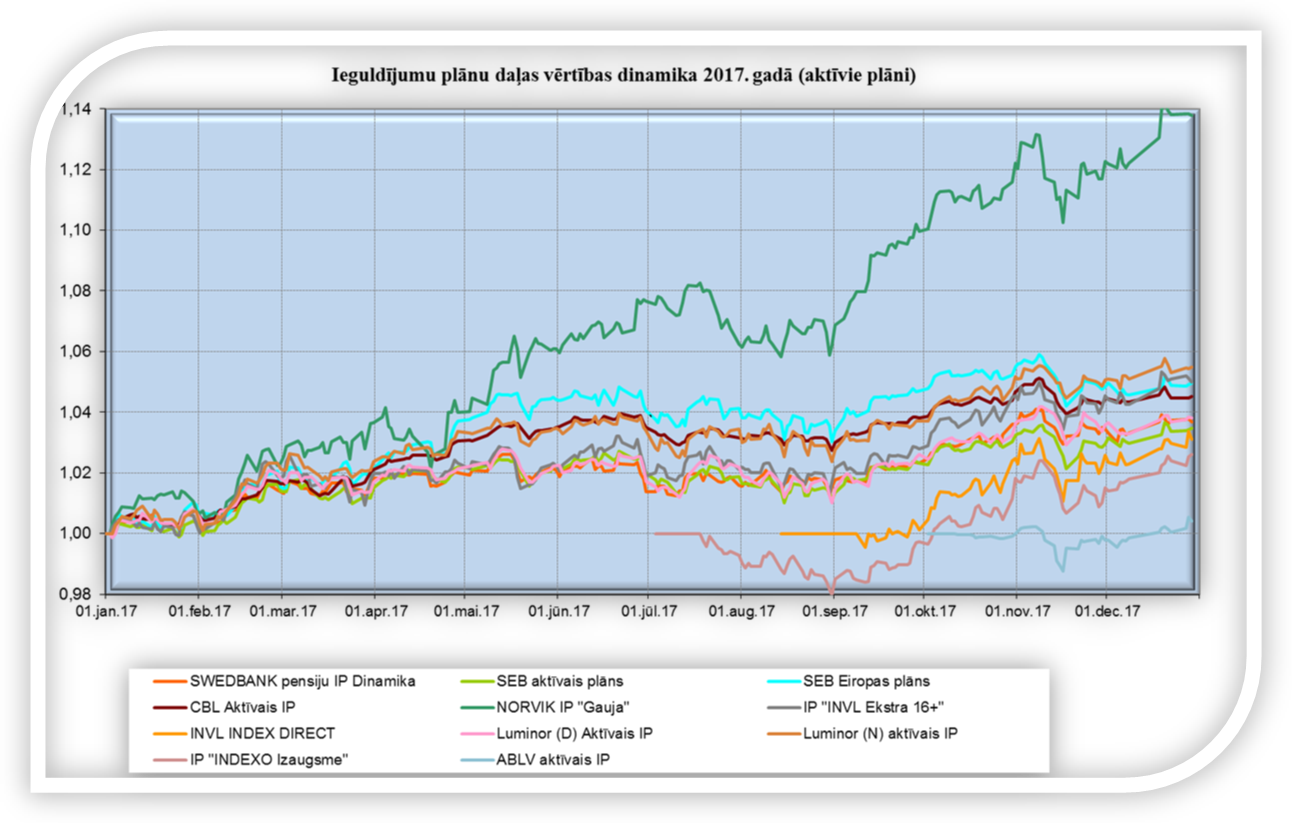 Ieguldījumu plānu daļas vērtības dinamika 2017. gadā (aktīvie plāni)
1,14
1,12
1,10
1,08
1,06
1,04
1,02
1,00
0,98
01.jan.17 01.feb.17 01.mar.17 01.apr.17 01.mai.17 01.jūn.17 01.jūl.17 01.aug.17 01.sep.17 01.okt.17 01.nov.17 01.dec.17
SWEDBANK pensiju IP Dinamika SEB aktīvais plāns SEB Eiropas plāns
CBL Aktīvais IP NORVIK IP "Gauja" IP "INVL Ekstra 16+"
INVL INDEX DIRECT Luminor (D) Aktīvais IP Luminor (N) aktīvais IP
IP "INDEXO Izaugsme" ABLV aktīvais IP